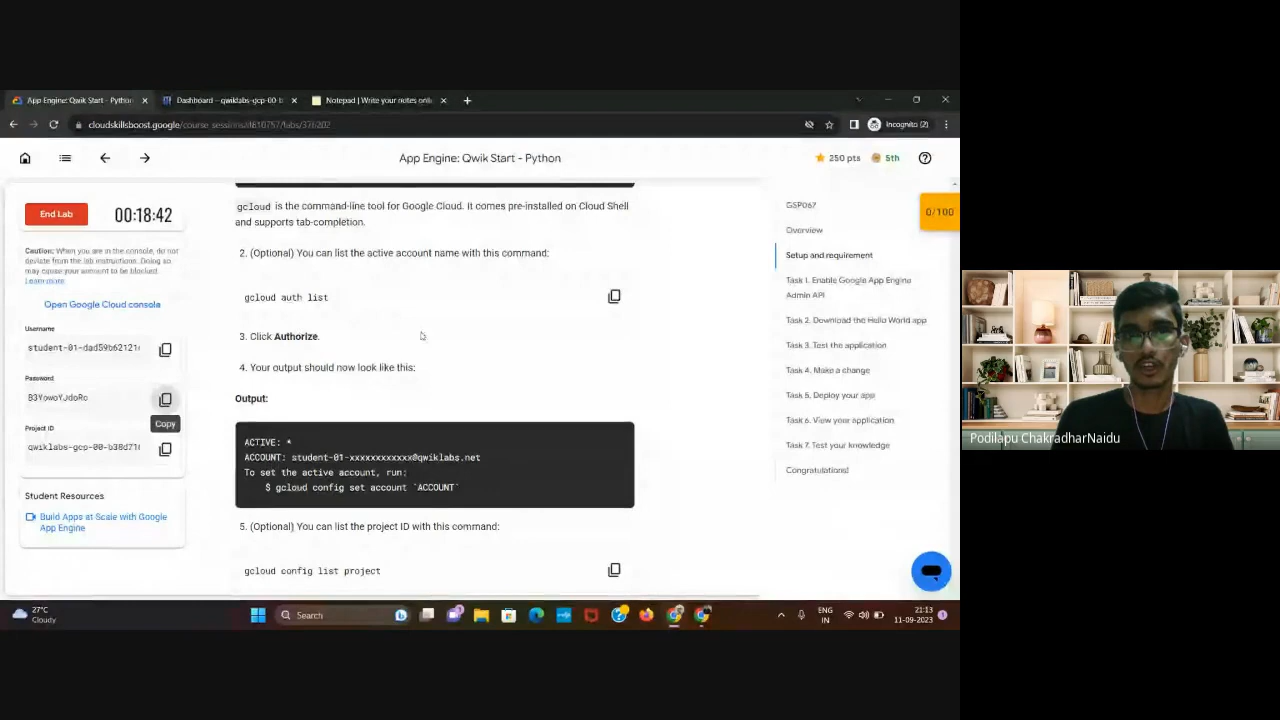 App Engine: Qwik Start - Python
Dashboard – qwiklabs-gcp-00-b
Notepad | Write your notes onli
cloudskillsboost.google/course_sessions/
/labs/376202
Incognito (2)
App Engine: Qwik Start - Python
250 pts
5th
End Lab
00:18:42
Caution: When you are in the console, do not
deviate from the lab instructions. Doing so
may cause your account to be blocked.
Learn more.
Open Google Cloud console
Username
student-01-dad59b62121
Password
B3YowoYJdoRc
Copy
Project ID
qwiklabs-gcp-00-b38d71
Student Resources
Build Apps at Scale with Google
App Engine
gcloud is the command-line tool for Google Cloud. It comes pre-installed on Cloud Shell
and supports tab-completion.
2. (Optional) You can list the active account name with this command:
gcloud auth list
3. Click Authorize.
4. Your output should now look like this:
Output:
ACTIVE: *
ACCOUNT: student-01-xxxxxxxxxxxx@qwiklabs.net
To set the active account, run:
$ gcloud config set account `ACCOUNT`
5. (Optional) You can list the project ID with this command:
gcloud config list project
GSP067
Overview
Setup and requirement
Task 1. Enable Google App Engine
Admin API
Task 2. Download the Hello World app
Task 3. Test the application
Task 4. Make a change
Task 5. Deploy your app
Task 6. View your application
Task 7. Test your knowledge
Congratulations!
0/100
Podilapu ChakradharNaidu
27°C
Cloudy
Search
ENG
IN
21:13
11-09-2023